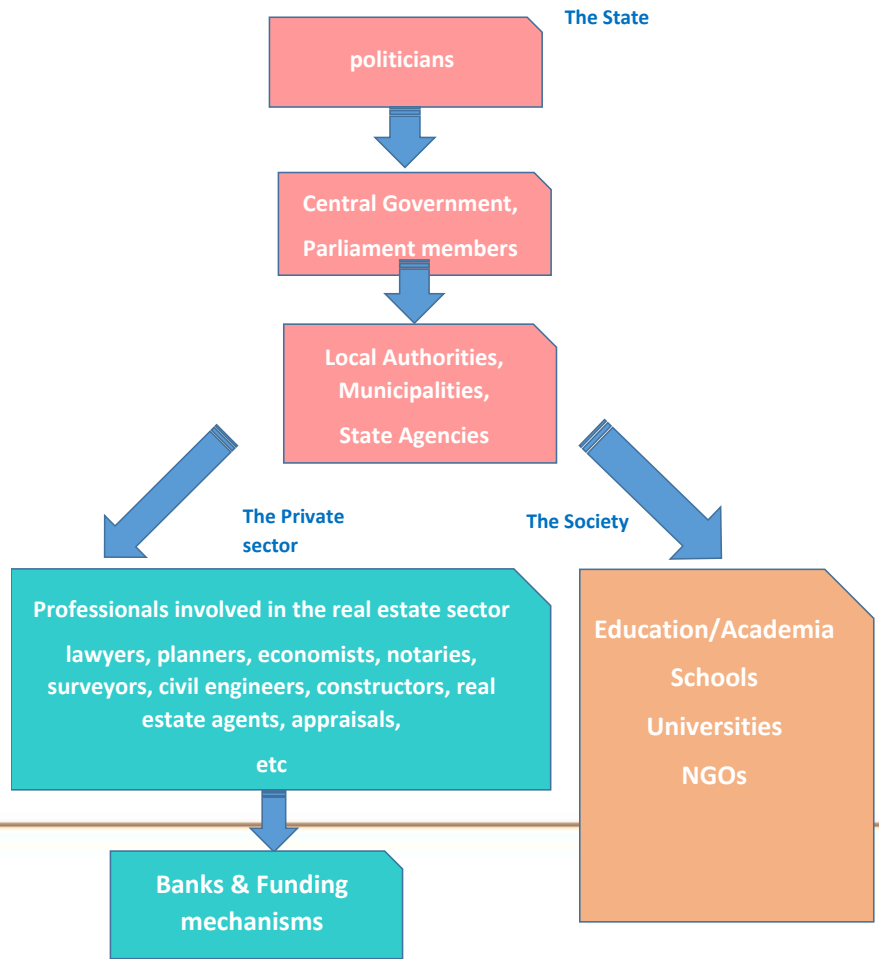 The State
politicians
Central Government,
Parliament members
Local Authorities,
Municipalities,
State Agencies
The Private
sector
The Society
Professionals involved in the real estate sector
lawyers, planners, economists, notaries,
surveyors, civil engineers, constructors, real
estate agents, appraisals,
etc
Education/Academia
Schools
Universities
NGOs
Banks & Funding
mechanisms